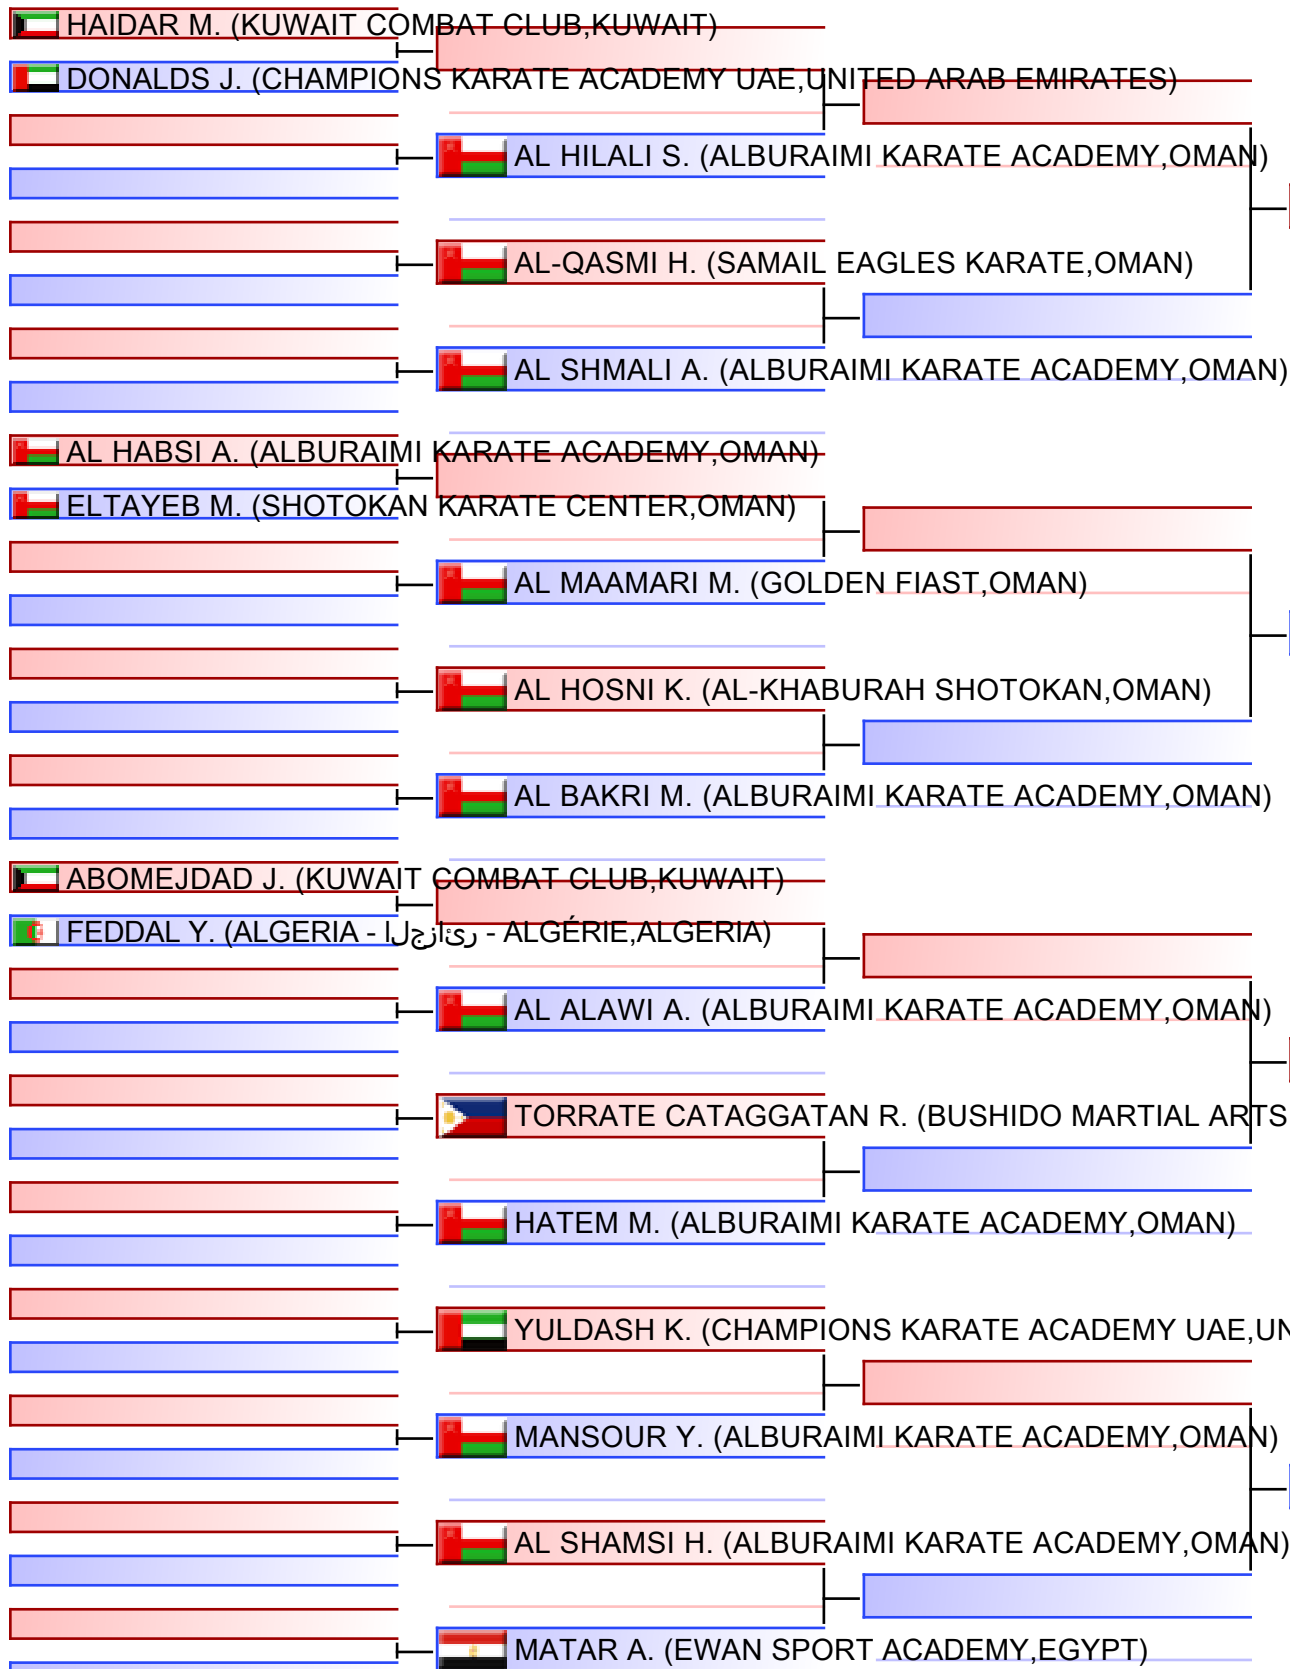 HAIDAR M. (KUWAIT COMBAT CLUB,KUWAIT)
DONALDS J. (CHAMPIONS KARATE ACADEMY UAE,UNITED ARAB EMIRATES)
AL HILALI S. (ALBURAIMI KARATE ACADEMY,OMAN)
AL-QASMI H. (SAMAIL EAGLES KARATE,OMAN)
AL SHMALI A. (ALBURAIMI KARATE ACADEMY,OMAN)
AL HABSI A. (ALBURAIMI KARATE ACADEMY,OMAN)
ELTAYEB M. (SHOTOKAN KARATE CENTER,OMAN)
AL MAAMARI M. (GOLDEN FIAST,OMAN)
AL HOSNI K. (AL-KHABURAH SHOTOKAN,OMAN)
AL BAKRI M. (ALBURAIMI KARATE ACADEMY,OMAN)
ABOMEJDAD J. (KUWAIT COMBAT CLUB,KUWAIT)
FEDDAL Y. (ALGERIA - رئازجلا - ALGÉRIE,ALGERIA)
AL ALAWI A. (ALBURAIMI KARATE ACADEMY,OMAN)
TORRATE CATAGGATAN R. (BUSHIDO MARTIAL ARTS
HATEM M. (ALBURAIMI KARATE ACADEMY,OMAN)
YULDASH K. (CHAMPIONS KARATE ACADEMY UAE,UN
MANSOUR Y. (ALBURAIMI KARATE ACADEMY,OMAN)
AL SHAMSI H. (ALBURAIMI KARATE ACADEMY,OMAN)
MATAR A. (EWAN SPORT ACADEMY,EGYPT)